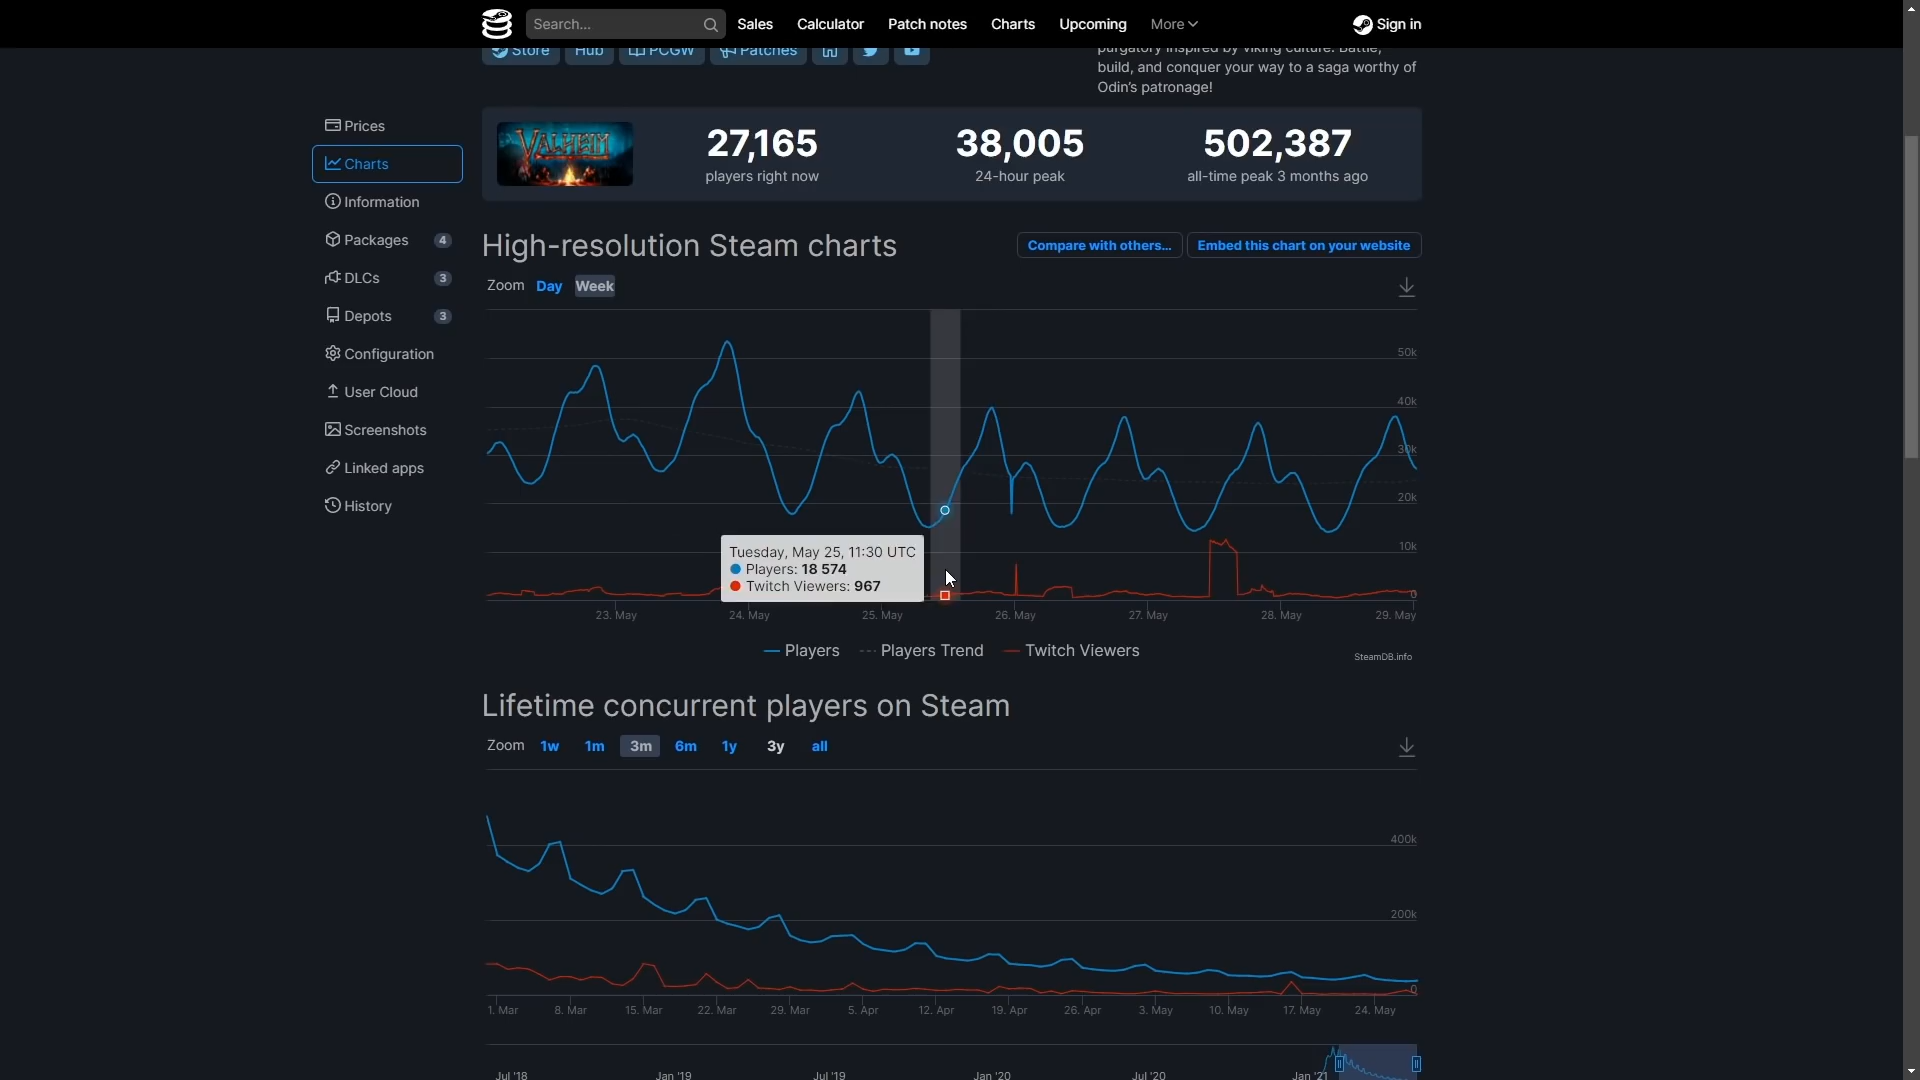 Search...
Sales
Calculator
Patch notes
Charts
Upcoming
More
Sign in
Store
Hub
PCGW
Patches
purgatory inspired by viking culture. Battle,
build, and conquer your way to a saga worthy of
Odin's patronage!
Prices
Charts
Information
Packages 4
DLCs 3
Depots 3
Configuration
User Cloud
Screenshots
Linked apps
History
VALHEIM
27,165
players right now
38,005
24-hour peak
502,387
all-time peak 3 months ago
High-resolution Steam charts
Compare with others...
Embed this chart on your website
Zoom Day Week
50k
40k
30k
20k
10k
0
Tuesday, May 25, 11:30 UTC
Players: 18 574
Twitch Viewers: 967
23. May
24. May
25. May
26. May
27. May
28. May
29. May
Players
Players Trend
Twitch Viewers
SteamDB.info
Lifetime concurrent players on Steam
Zoom 1w 1m 3m 6m 1y 3y all
400k
200k
0
1. Mar
8. Mar
15. Mar
22. Mar
29. Mar
5. Apr
12. Apr
19. Apr
26. Apr
3. May
10. May
17. May
24. May
Jul '18
Jan '19
Jul '19
Jan '20
Jul '20
Jan '21